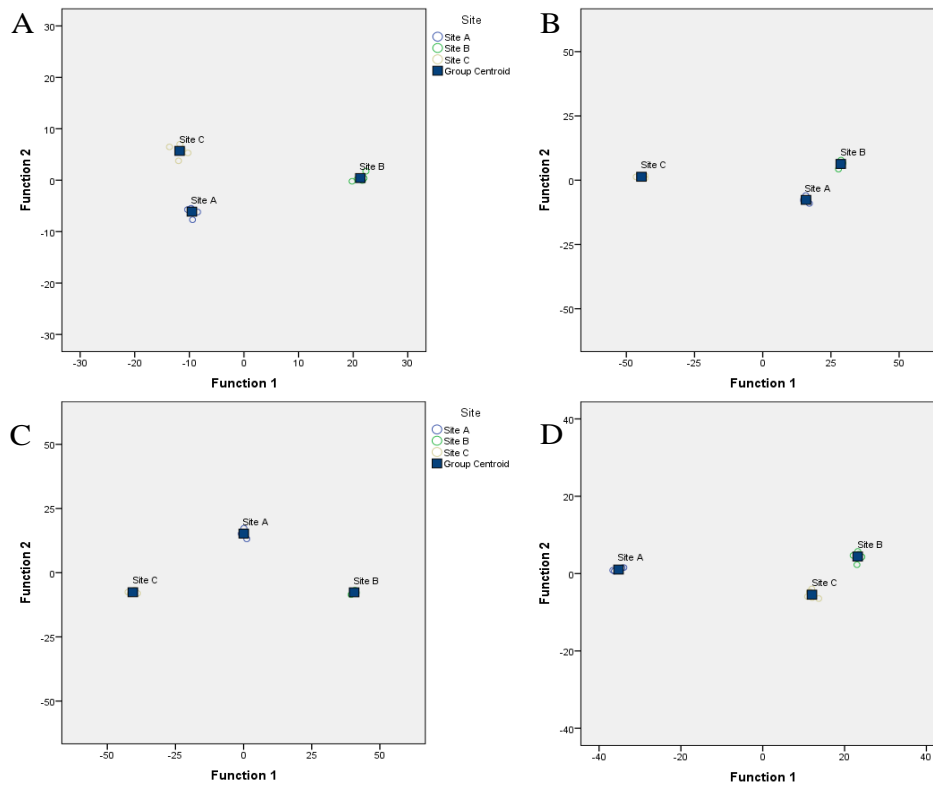 A
Function 2
30
20
10
0
-10
-20
-30
-30 -20 -10 0 10 20 30
Function 1
Site C
Site B
Site A
Site
Site A
Site B
Site C
Group Centroid
B
Function 2
50
25
0
-25
-50
-50 -25 0 25 50
Function 1
Site C
Site B
Site A
C
Function 2
50
25
0
-25
-50
-50 -25 0 25 50
Function 1
Site A
Site C
Site B
Site
Site A
Site B
Site C
Group Centroid
D
Function 2
40
20
0
-20
-40
-40 -20 0 20 40
Function 1
Site A
Site B
Site C